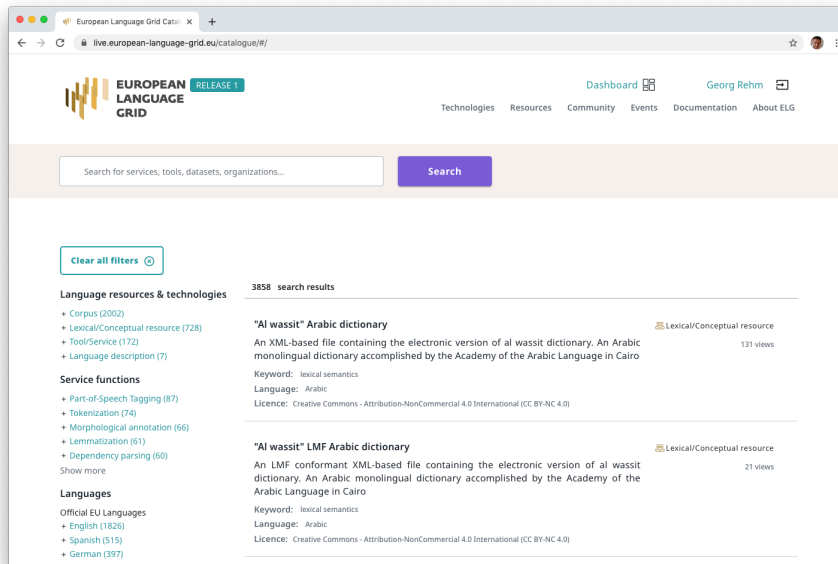 European Language Grid Catal
live.european-language-grid.eu/catalogue/#/
EUROPEAN
LANGUAGE
GRID
RELEASE 1
Dashboard
Georg Rehm
Technologies Resources Community Events Documentation About ELG
Search for services, tools, datasets, organizations...
Search
Clear all filters
Language resources & technologies
+ Corpus (2002)
+ Lexical/Conceptual resource (728)
+ Tool/Service (172)
+ Language description (7)
Service functions
+ Part-of-Speech Tagging (87)
+ Tokenization (74)
+ Morphological annotation (66)
+ Lemmatization (61)
+ Dependency parsing (60)
Show more
Languages
Official EU Languages
+ English (1826)
+ Spanish (515)
+ German (397)
3858 search results
"Al wassit" Arabic dictionary
Lexical/Conceptual resource
An XML-based file containing the electronic version of al wassit dictionary. An Arabic
131 views
monolingual dictionary accomplished by the Academy of the Arabic Language in Cairo
Keyword: lexical semantics
Language: Arabic
Licence: Creative Commons - Attribution-NonCommercial 4.0 International (CC BY-NC 4.0)
"Al wassit" LMF Arabic dictionary
Lexical/Conceptual resource
An LMF conformant XML-based file containing the electronic version of al wassit
21 views
dictionary. An Arabic monolingual dictionary accomplished by the Academy of the
Arabic Language in Cairo
Keyword: lexical semantics
Language: Arabic
Licence: Creative Commons - Attribution-NonCommercial 4.0 International (CC BY-NC 4.0)